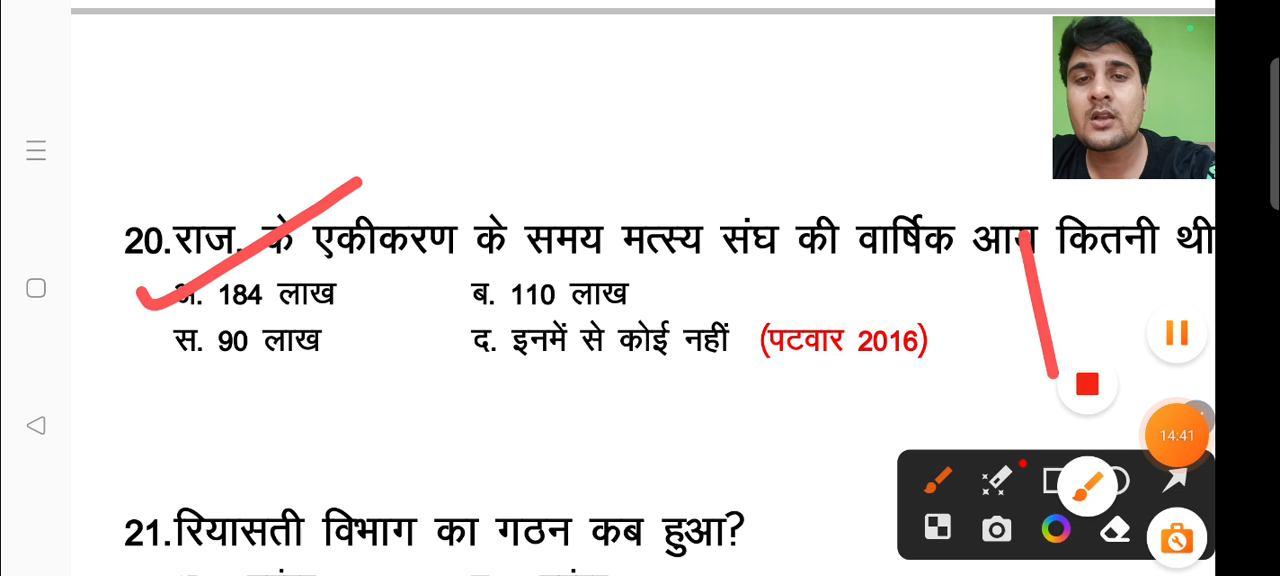 20.राज. के एकीकरण के समय मत्स्य संघ की वार्षिक आय कितनी थी
अ. 184 लाख ब. 110 लाख
स. 90 लाख द. इनमें से कोई नहीं (पटवार 2016)
14:41
21.रियासती विभाग का गठन कब हुआ?